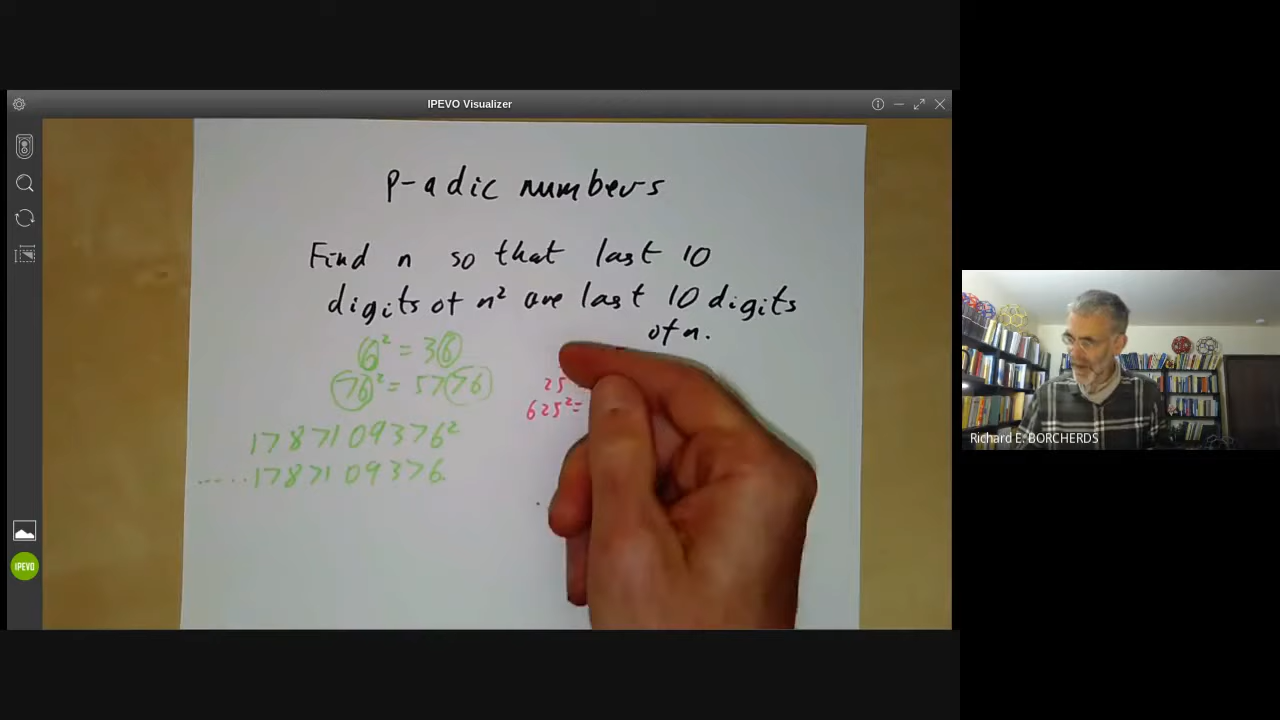 IPEVO Visualizer
p-adic numbers
Find n so that last 10
digits of n² are last 10 digits
of n.
6² = 36
76² = 5776
1787109376²
.....1787109376.
25
625²=
IPEVO
Richard E. BORCHERDS